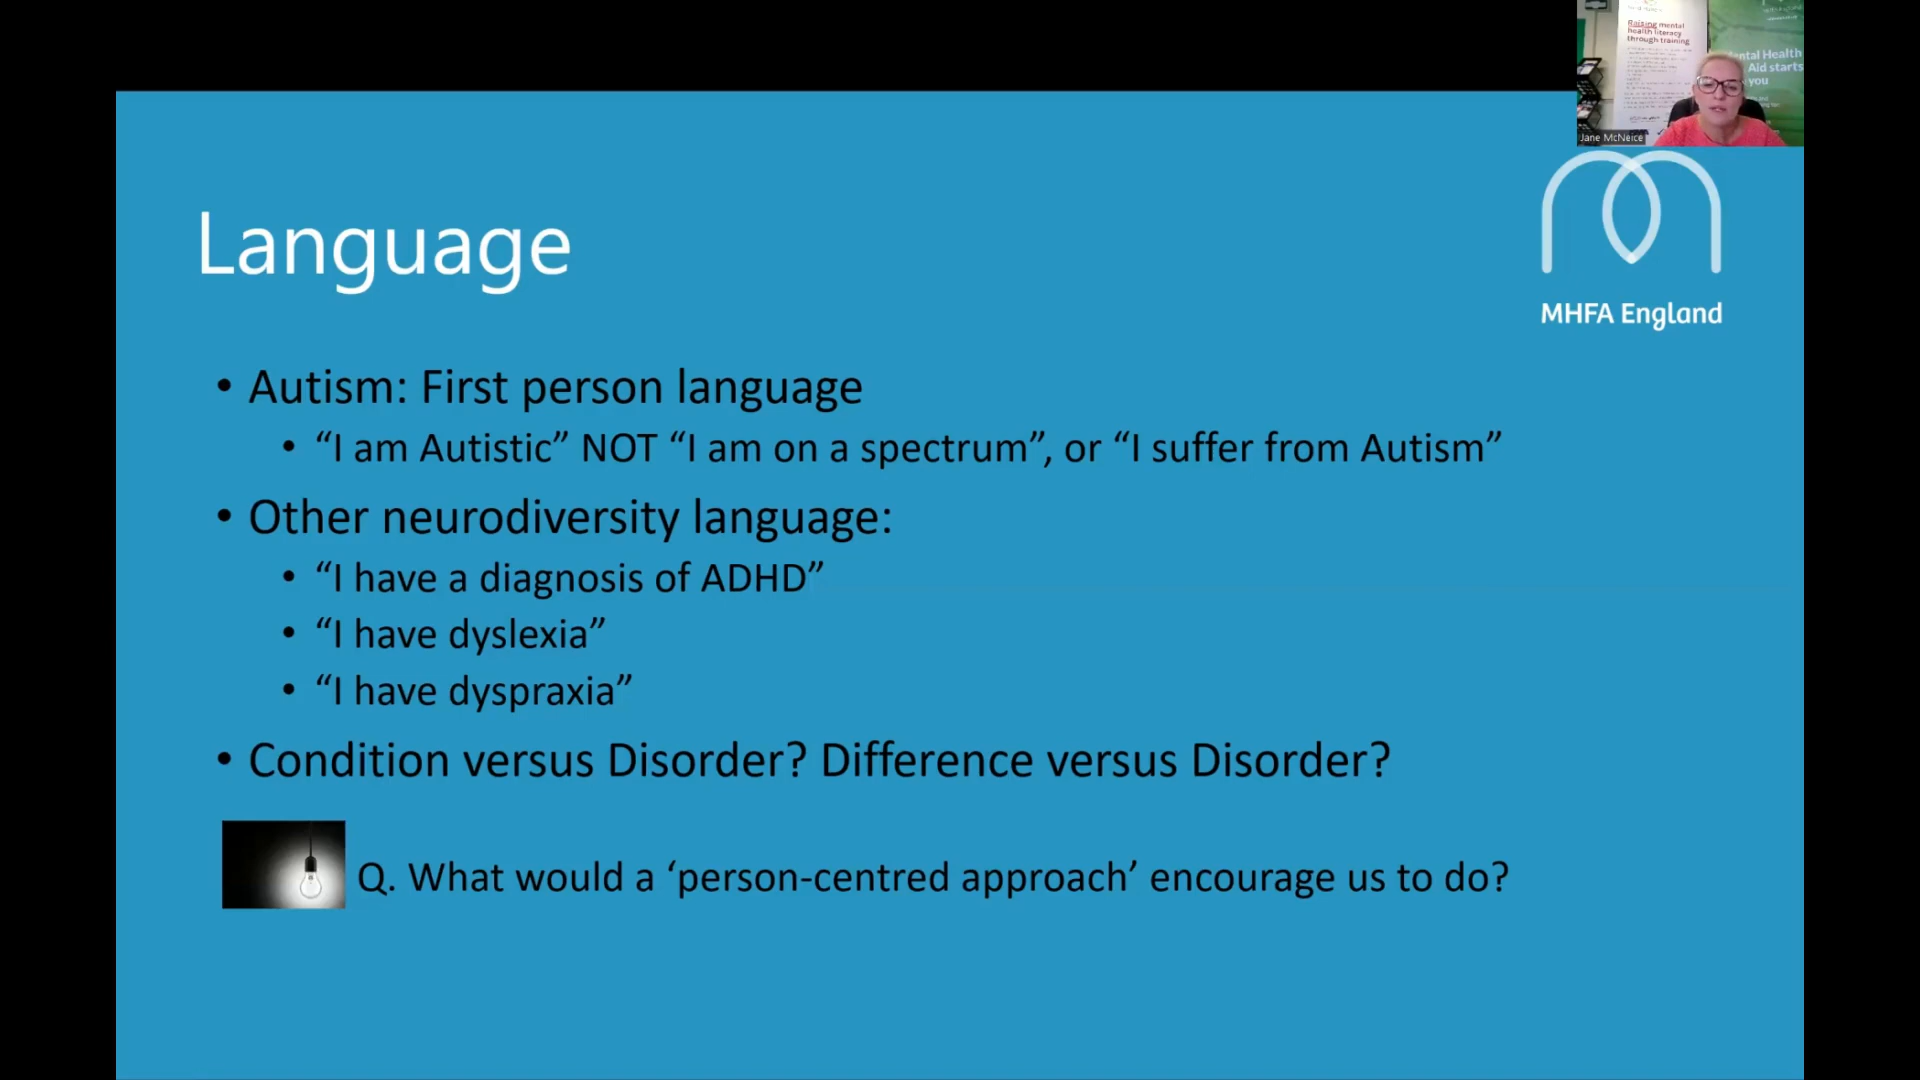 Raising mental
health literacy
through training
ntal Health
Aid starts
you
Jane McNeice
Language
MHFA England
• Autism: First person language
• “I am Autistic” NOT “I am on a spectrum”, or “I suffer from Autism”
• Other neurodiversity language:
• “I have a diagnosis of ADHD”
• “I have dyslexia”
• “I have dyspraxia”
• Condition versus Disorder? Difference versus Disorder?
Q. What would a ‘person-centred approach’ encourage us to do?